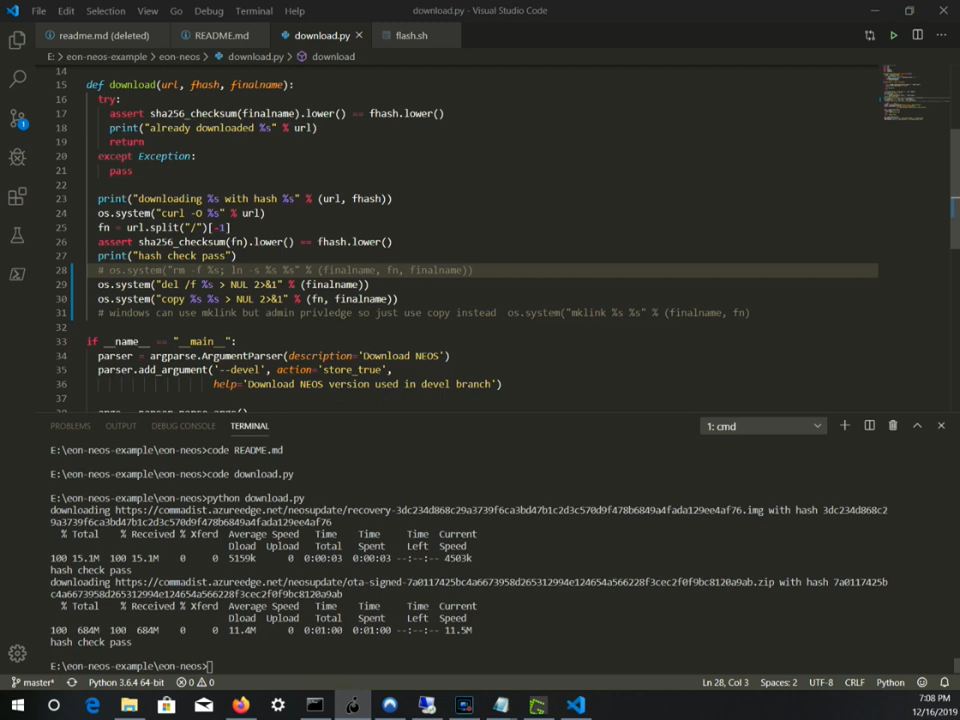 File Edit Selection View Go Debug Terminal Help download.py - Visual Studio Code
readme.md (deleted) README.md download.py flash.sh
E: > eon-neos-example > eon-neos > download.py > download
14
15 def download(url, fhash, finalname):
16 try:
17 assert sha256_checksum(finalname).lower() == fhash.lower()
18 print("already downloaded %s" % url)
19 return
20 except Exception:
21 pass
22
23 print("downloading %s with hash %s" % (url, fhash))
24 os.system("curl -O %s" % url)
25 fn = url.split("/")[-1]
26 assert sha256_checksum(fn).lower() == fhash.lower()
27 print("hash check pass")
28 # os.system("rm -f %s; ln -s %s %s" % (finalname, fn, finalname))
29 os.system("del /f %s > NUL 2>&1" % (finalname))
30 os.system("copy %s %s > NUL 2>&1" % (fn, finalname))
31 # windows can use mklink but admin privledge so just use copy instead os.system("mklink %s %s" % (finalname, fn)
32
33 if __name__ == "__main__":
34 parser = argparse.ArgumentParser(description='Download NEOS')
35 parser.add_argument('--devel', action='store_true',
36 help='Download NEOS version used in devel branch')
37
38 args = parser.parse_args()
PROBLEMS OUTPUT DEBUG CONSOLE TERMINAL 1: cmd
E:\eon-neos-example\eon-neos>code README.md
E:\eon-neos-example\eon-neos>code download.py
E:\eon-neos-example\eon-neos>python download.py
downloading https://commadist.azureedge.net/neosupdate/recovery-3dc234d868c29a3739f6ca3bd47b1c2d3c570d9f478b6849a4fada129ee4af76.img with hash 3dc234d868c2
9a3739f6ca3bd47b1c2d3c570d9f478b6849a4fada129ee4af76
% Total % Received % Xferd Average Speed Time Time Time Current
Dload Upload Total Spent Left Speed
100 15.1M 100 15.1M 0 0 5159k 0 0:00:03 0:00:03 --:--:-- 4503k
hash check pass
downloading https://commadist.azureedge.net/neosupdate/ota-signed-7a0117425bc4a6673958d265312994e124654a566228f3cec2f0f9bc8120a9ab.zip with hash 7a0117425b
c4a6673958d265312994e124654a566228f3cec2f0f9bc8120a9ab
% Total % Received % Xferd Average Speed Time Time Time Current
Dload Upload Total Spent Left Speed
100 684M 100 684M 0 0 11.4M 0 0:01:00 0:01:00 --:--:-- 11.5M
hash check pass
E:\eon-neos-example\eon-neos>
master* Python 3.6.4 64-bit 0 0 Ln 28, Col 3 Spaces: 2 UTF-8 CRLF Python
7:08 PM
12/16/2019